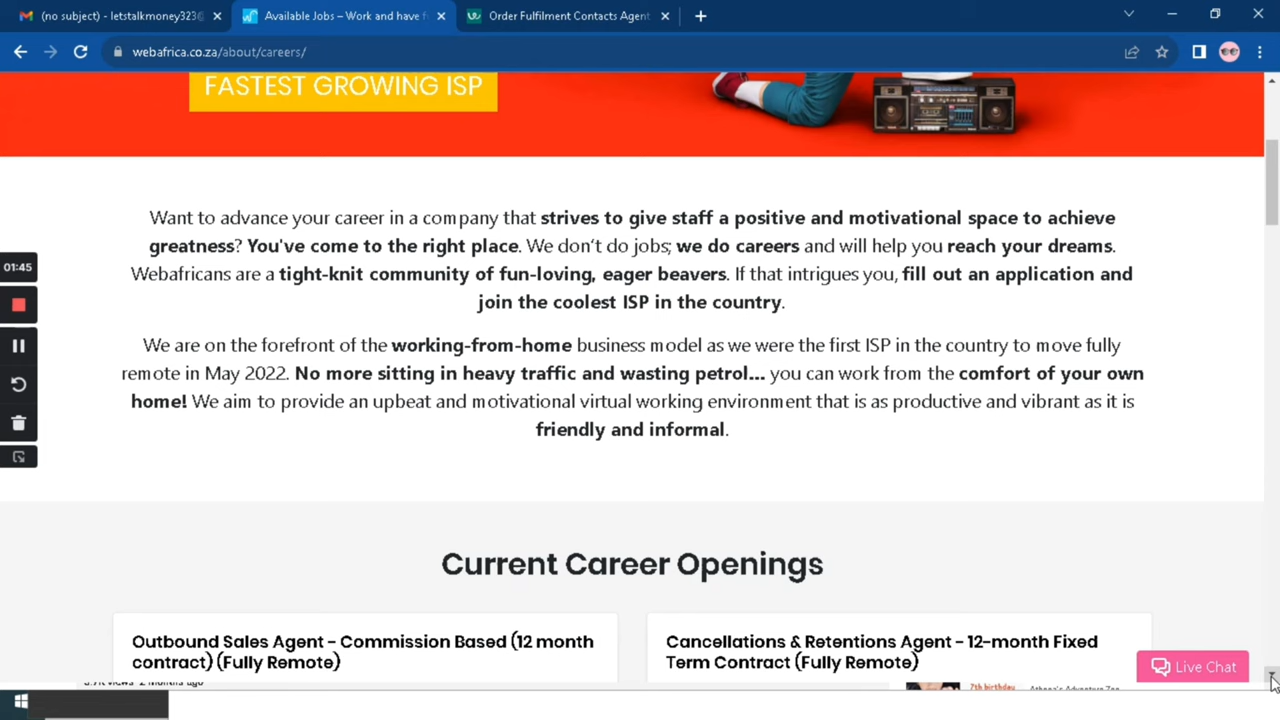 (no subject) - letstalkmoney323@
Available Jobs – Work and have f
Order Fulfilment Contacts Agent
webafrica.co.za/about/careers/
FASTEST GROWING ISP
Want to advance your career in a company that strives to give staff a positive and motivational space to achieve
greatness? You've come to the right place. We don't do jobs; we do careers and will help you reach your dreams.
Webafricans are a tight-knit community of fun-loving, eager beavers. If that intrigues you, fill out an application and
join the coolest ISP in the country.
01:45
We are on the forefront of the working-from-home business model as we were the first ISP in the country to move fully
remote in May 2022. No more sitting in heavy traffic and wasting petrol... you can work from the comfort of your own
home! We aim to provide an upbeat and motivational virtual working environment that is as productive and vibrant as it is
friendly and informal.
Current Career Openings
Outbound Sales Agent – Commission Based (12 month
contract) (Fully Remote)
Cancellations & Retentions Agent – 12-month Fixed
Term Contract (Fully Remote)
Live Chat
7th birthday